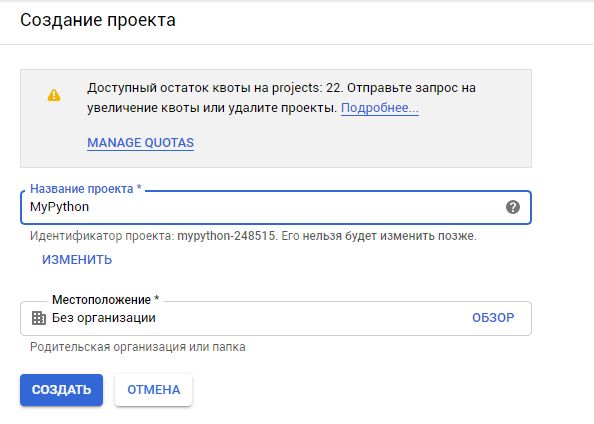 Создание проекта
Доступный остаток квоты на projects: 22. Отправьте запрос на
увеличение квоты или удалите проекты. Подробнее...
MANAGE QUOTAS
Название проекта *
MyPython
Идентификатор проекта: mypython-248515. Его нельзя будет изменить позже.
ИЗМЕНИТЬ
Местоположение *
Без организации ОБЗОР
Родительская организация или папка
СОЗДАТЬ ОТМЕНА